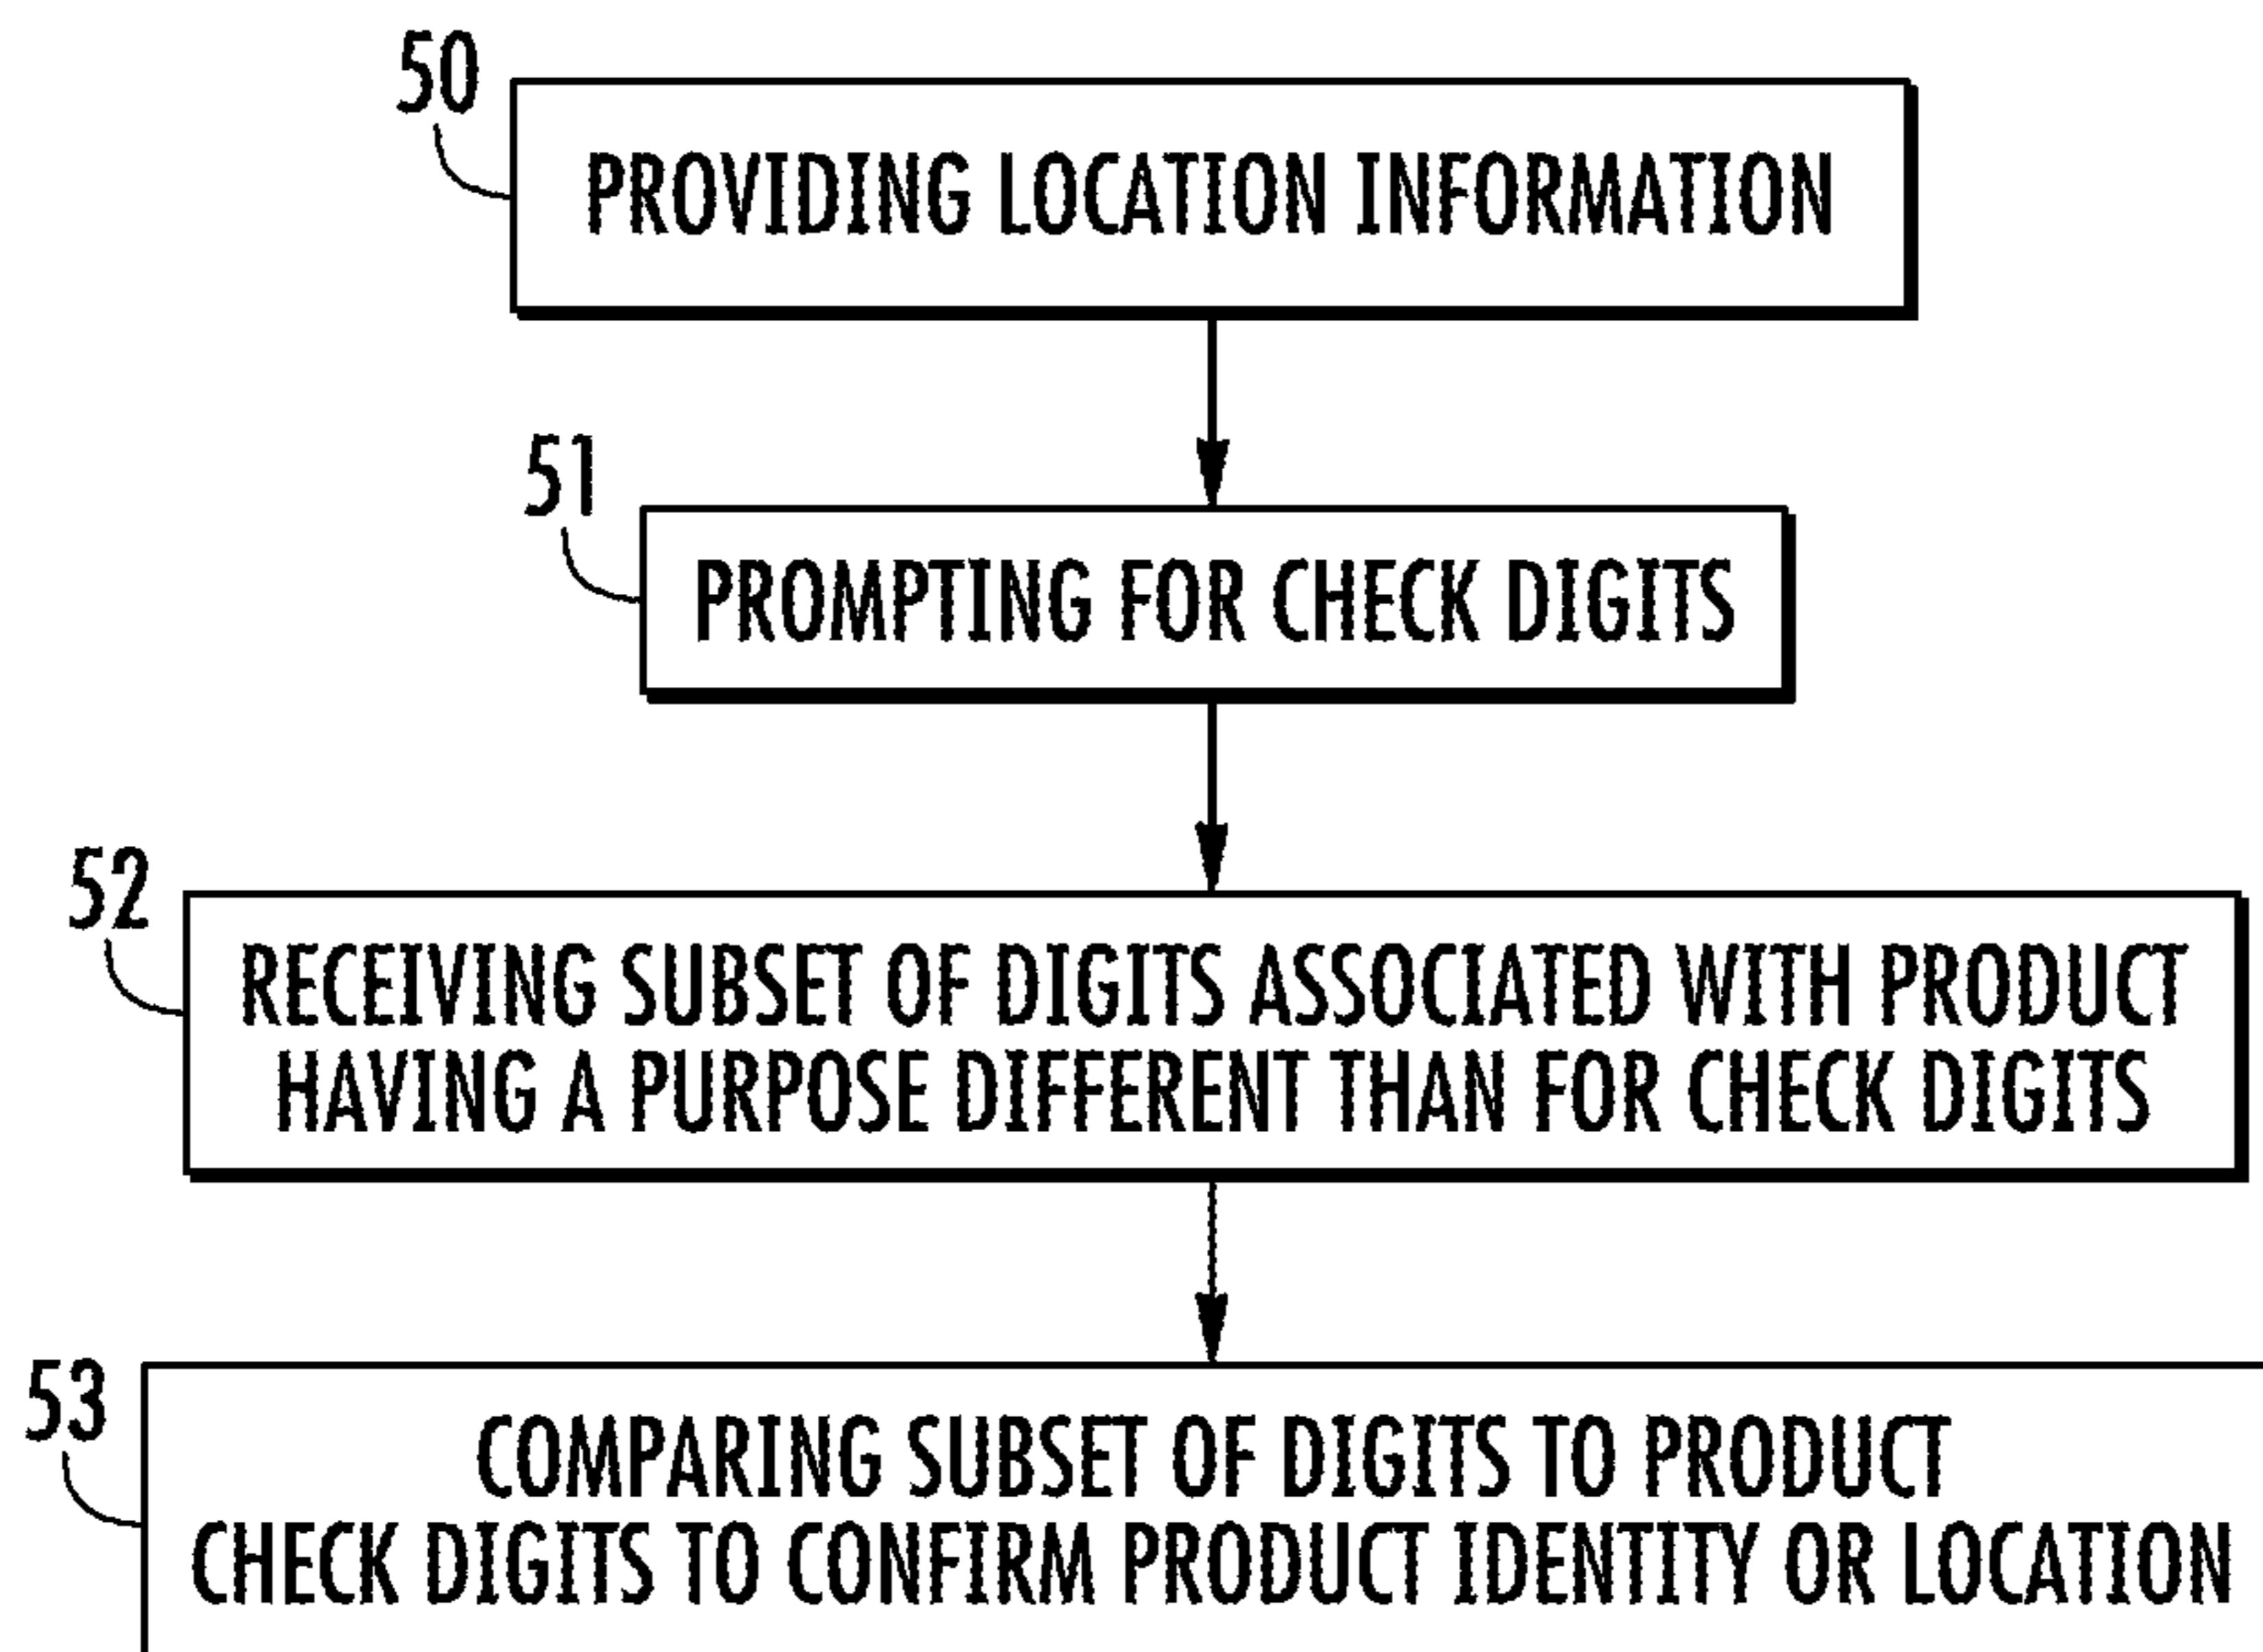 50
PROVIDING LOCATION INFORMATION
51
PROMPTING FOR CHECK DIGITS
52
RECEIVING SUBSET OF DIGITS ASSOCIATED WITH PRODUCT
HAVING A PURPOSE DIFFERENT THAN FOR CHECK DIGITS
53
COMPARING SUBSET OF DIGITS TO PRODUCT
CHECK DIGITS TO CONFIRM PRODUCT IDENTITY OR LOCATION